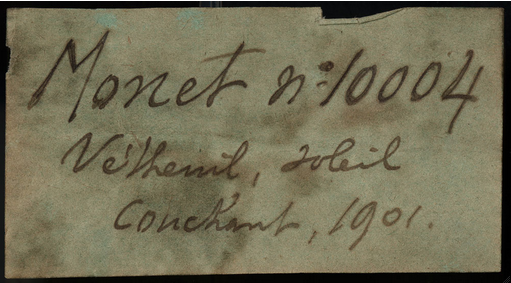 Monet n° 10004
Vétheuil, soleil
Couchant, 1901.